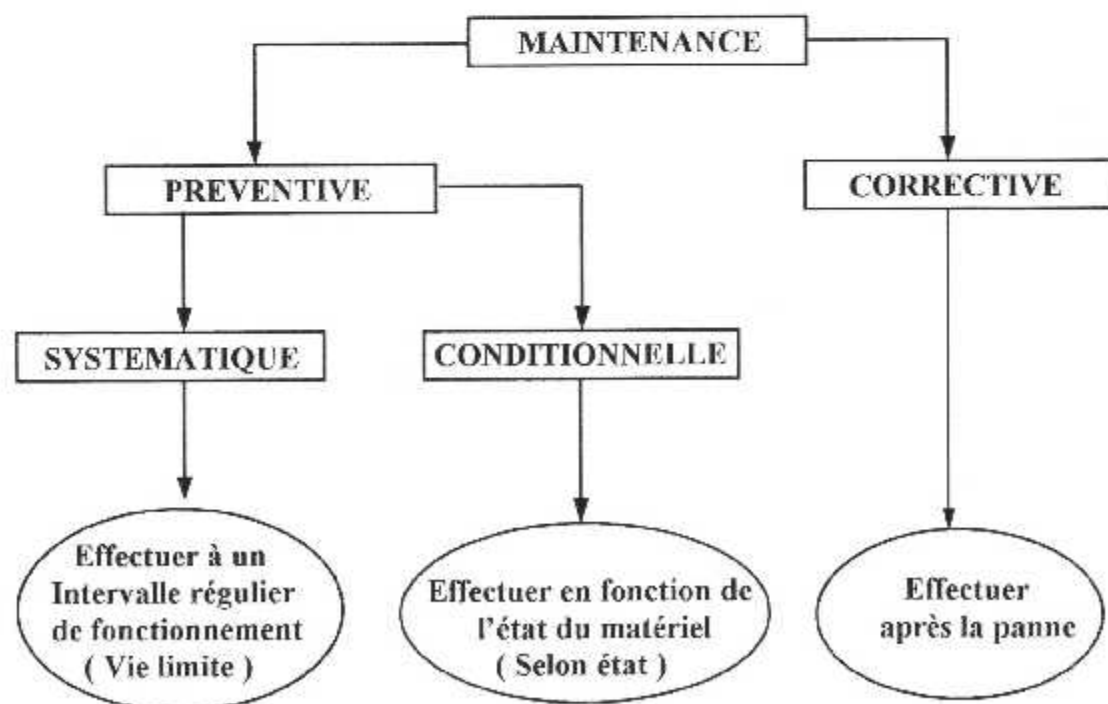 MAINTENANCE
PREVENTIVE
CORRECTIVE
SYSTEMATIQUE
CONDITIONNELLE
Effectuer à un
Intervalle régulier
de fonctionnement
( Vie limite )
Effectuer en fonction de
l'état du matériel
( Selon état )
Effectuer
après la panne